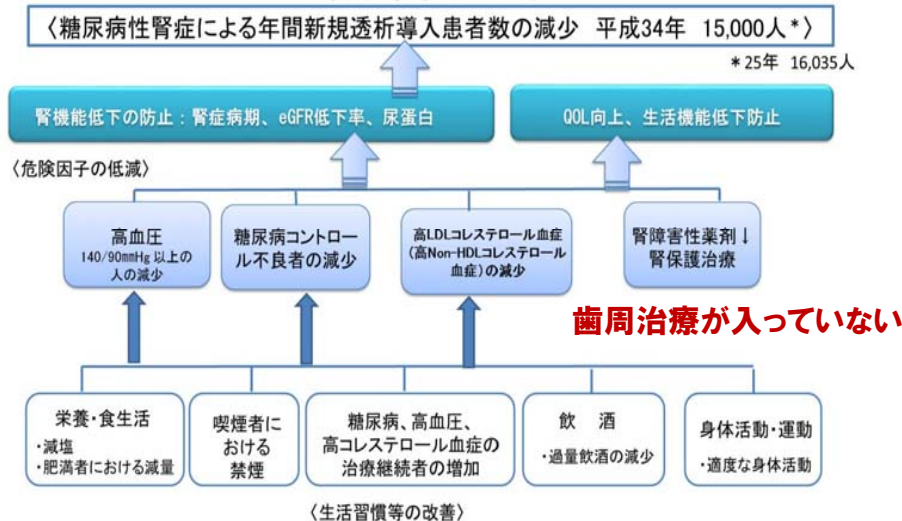 〈糖尿病性腎症による年間新規透析導入患者数の減少　平成34年　15,000人*〉
*25年　16,035人
腎機能低下の防止：腎症病期、eGFR低下率、尿蛋白
QOL向上、生活機能低下防止
〈危険因子の低減〉
高血圧
140/90mmHg 以上の
人の減少
糖尿病コントロー
ル不良者の減少
高LDLコレステロール血症
(高Non-HDLコレステロール
血症)の減少
腎障害性薬剤↓
腎保護治療
歯周治療が入っていない
栄養・食生活
・減塩
・肥満者における減量
喫煙者に
おける
禁煙
糖尿病、高血圧、
高コレステロール血症の
治療継続者の増加
飲　酒
・過量飲酒の減少
身体活動・運動
・適度な身体活動
〈生活習慣等の改善〉